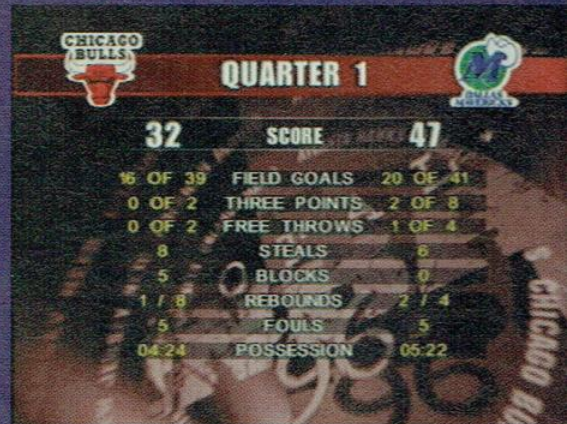 CHICAGO
BULLS
QUARTER 1
DALLAS
MAVERICKS
32 SCORE 47
16 OF 39 FIELD GOALS 20 OF 41
0 OF 2 THREE POINTS 2 OF 8
0 OF 2 FREE THROWS 1 OF 4
8 STEALS 6
5 BLOCKS 0
1 / 8 REBOUNDS 2 / 4
5 FOULS 5
04:24 POSSESSION 05:22
CHICAGO BU